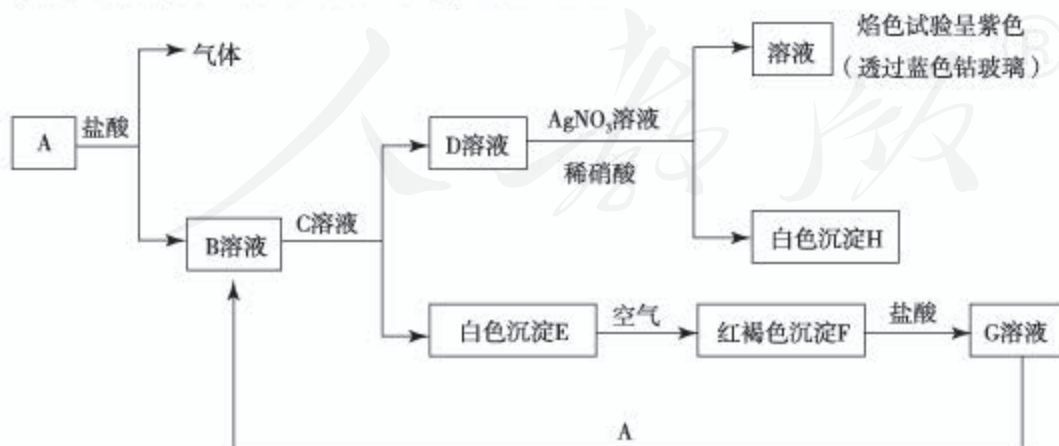 气体
溶液
焰色试验呈紫色
（透过蓝色钴玻璃）
A
盐酸
D溶液
AgNO₃溶液
稀硝酸
B溶液
C溶液
白色沉淀H
白色沉淀E
空气
红褐色沉淀F
盐酸
G溶液
A
人教版®